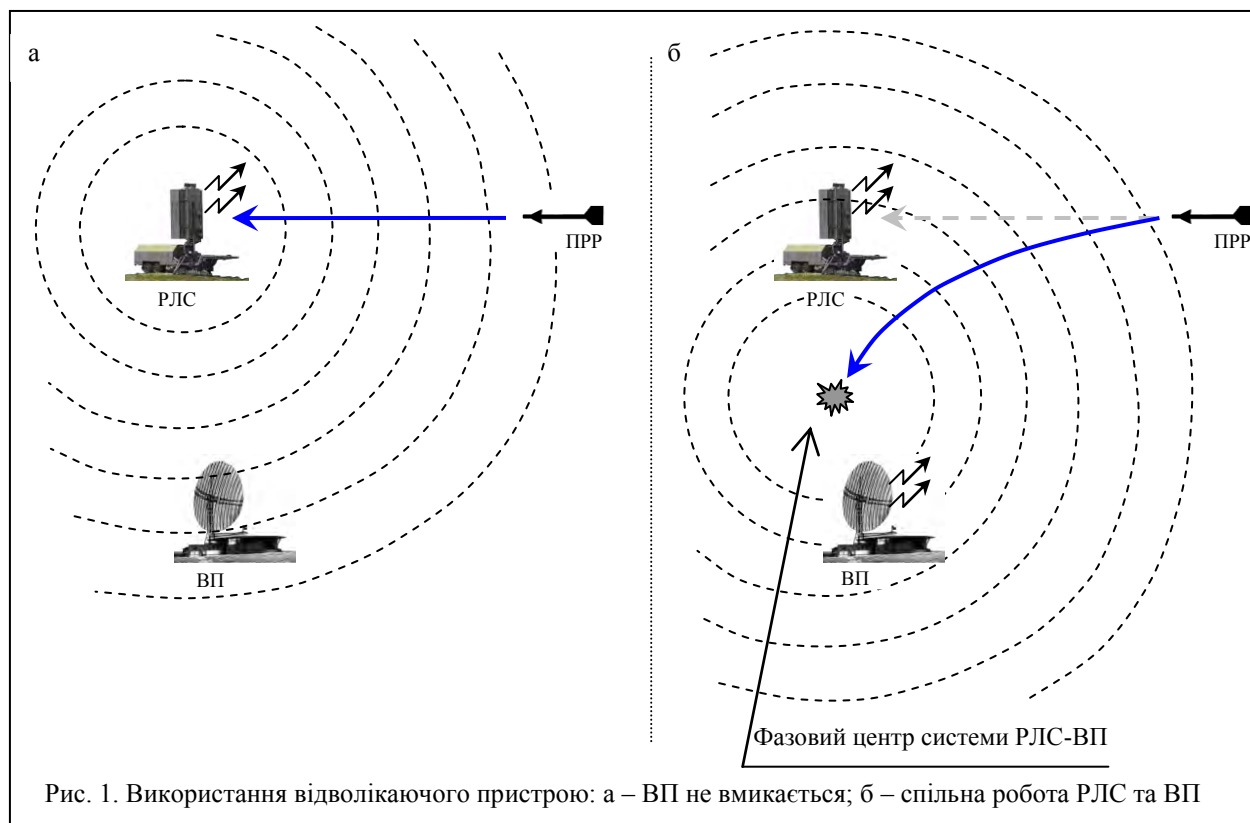 а
РЛС
ПРР
ВП
б
РЛС
ПРР
ВП
Фазовий центр системи РЛС-ВП
Рис. 1. Використання відволікаючого пристрою: а – ВП не вмикається; б – спільна робота РЛС та ВП